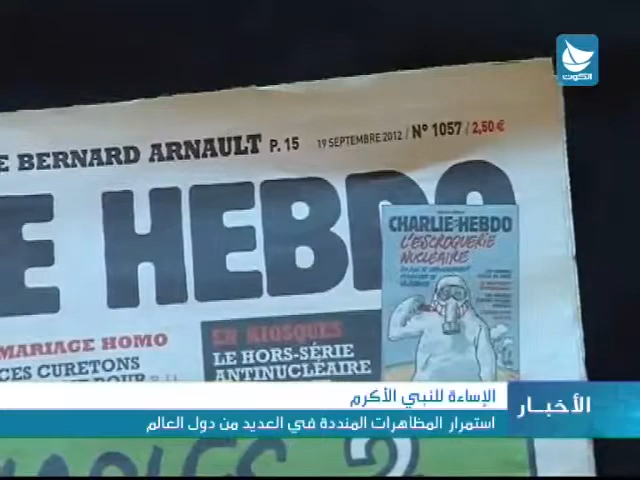 الكويت
E BERNARD ARNAULT P. 15
19 SEPTEMBRE 2012 / N° 1057 / 2,50 €
E HEBDO
CHARLIE HEBDO
L'ESCROQUERIE
NUCLÉAIRE
MARIAGE HOMO
CES CURETONS
EN KIOSQUES
LE HORS-SÉRIE
ANTINUCLÉAIRE
الإساءة للنبي الأكرم
الأخبار
استمرار المظاهرات المنددة في العديد من دول العالم